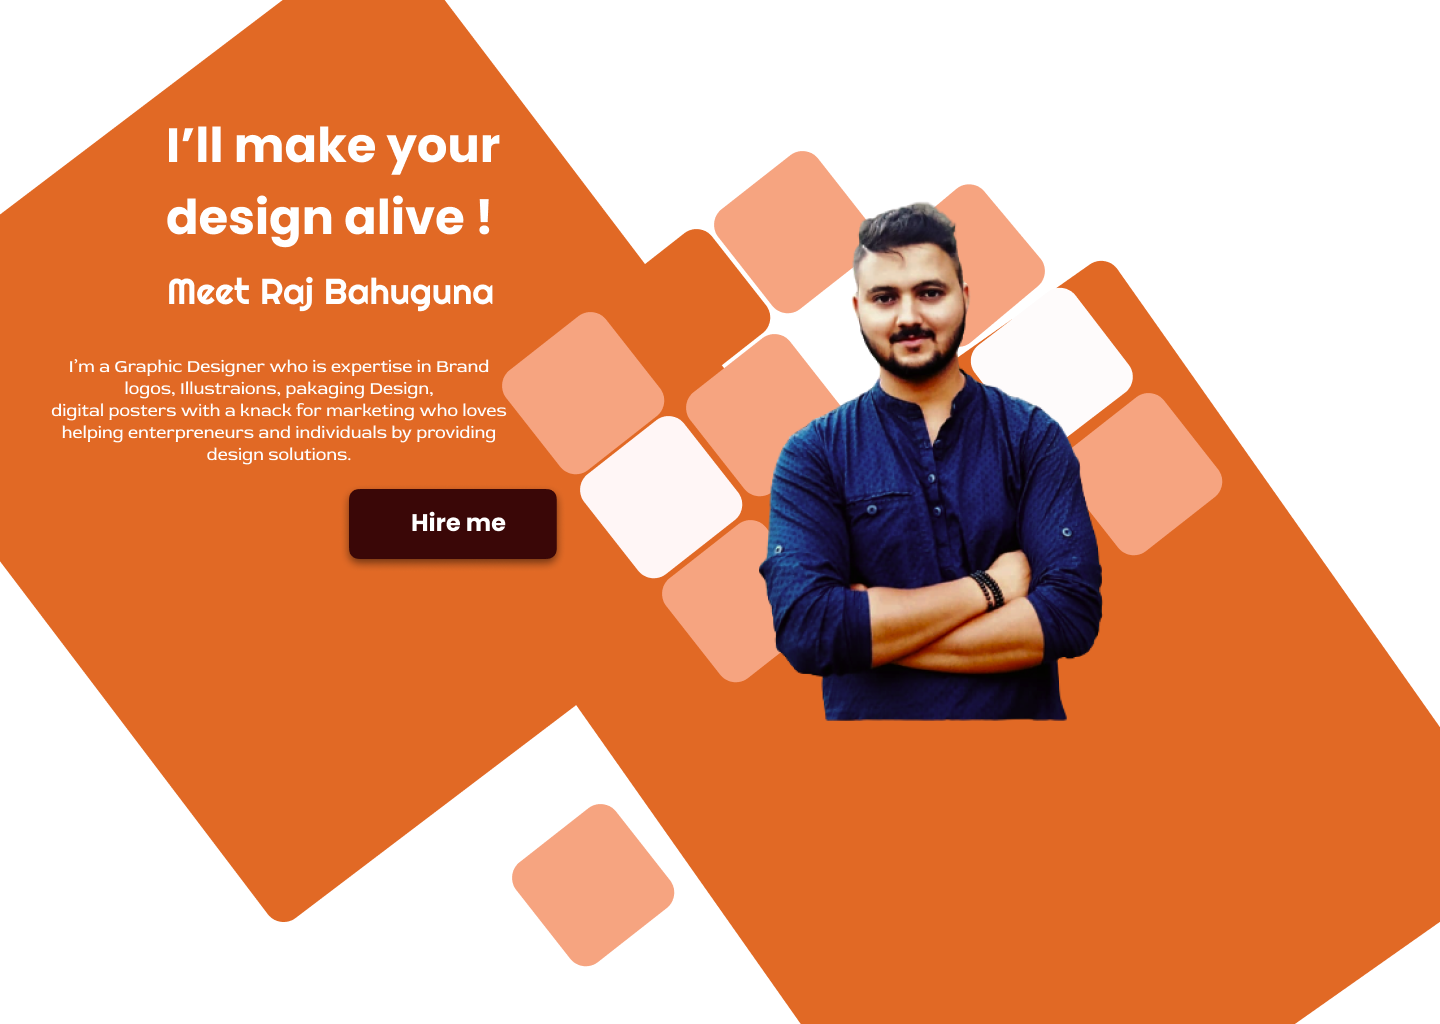 I’ll make your
design alive !
Meet Raj Bahuguna
I’m a Graphic Designer who is expertise in Brand
logos, Illustraions, pakaging Design,
digital posters with a knack for marketing who loves
helping enterpreneurs and individuals by providing
design solutions.
Hire me